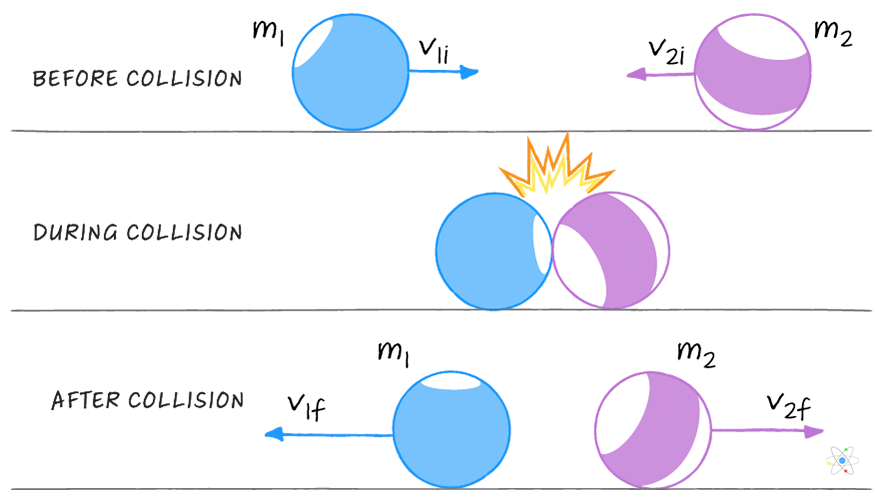 m₁
v₁ᵢ
v₂ᵢ
m₂
BEFORE COLLISION
DURING COLLISION
m₁
m₂
AFTER COLLISION
v₁f
v₂f